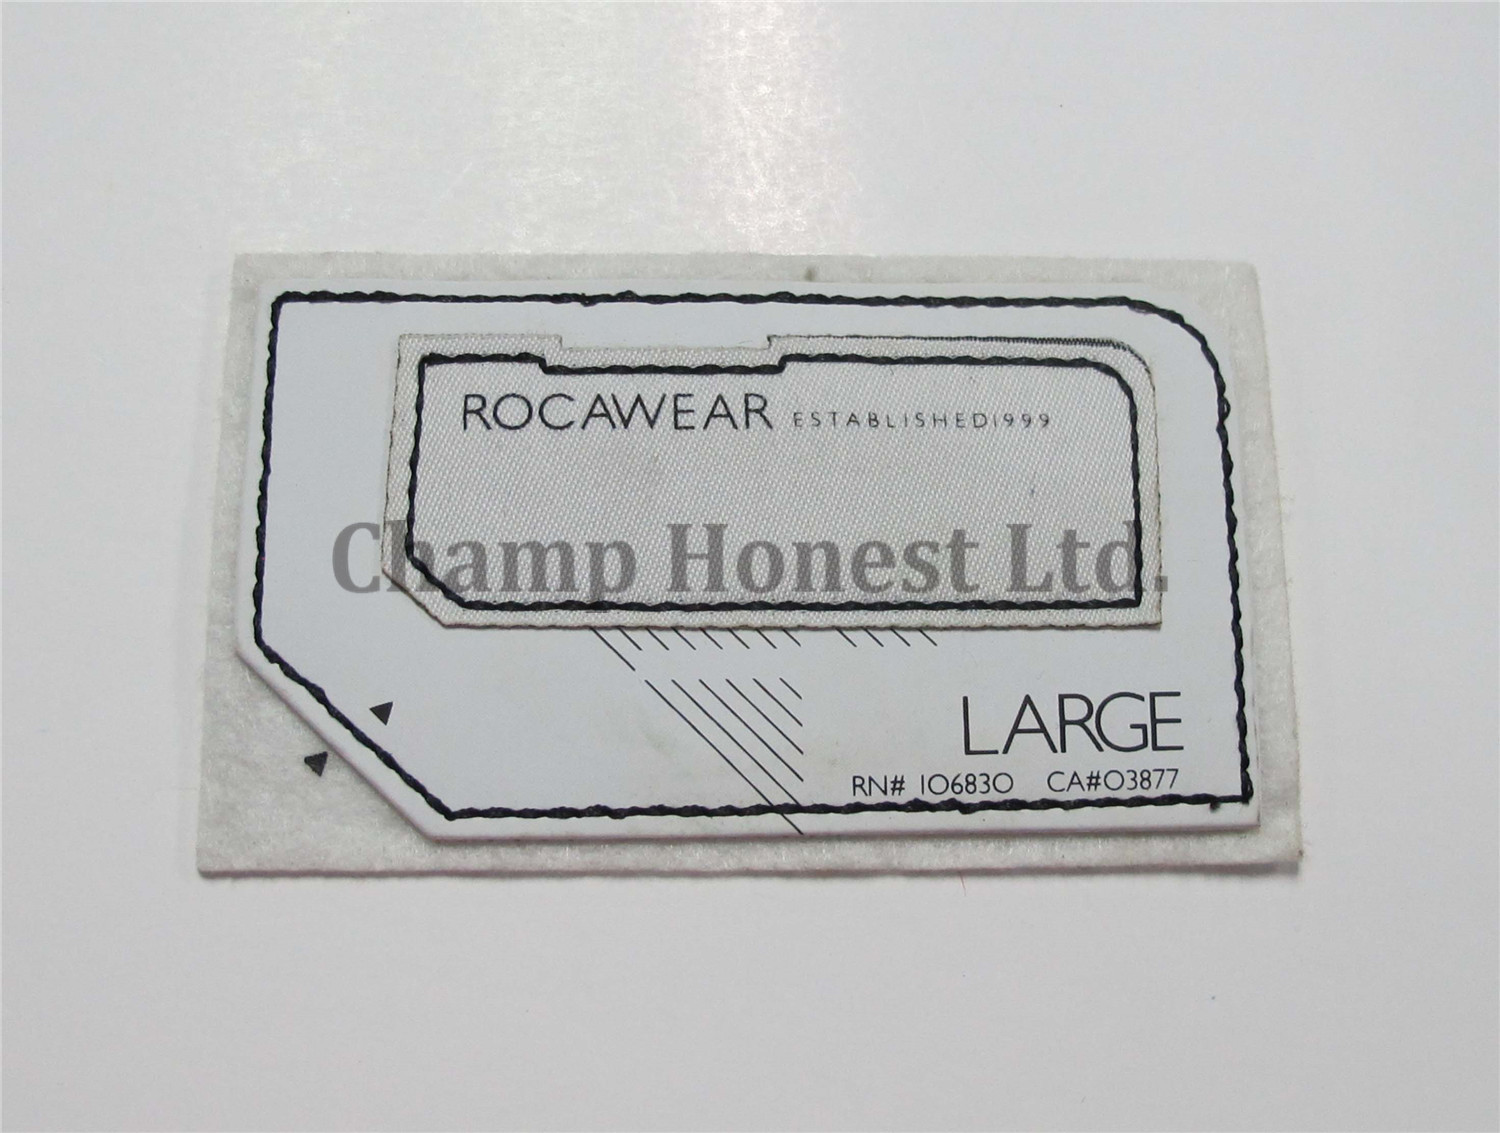 ROCAWEAR ESTABLISHED1999
Champ Honest Ltd.
LARGE
RN# 106830 CA#03877